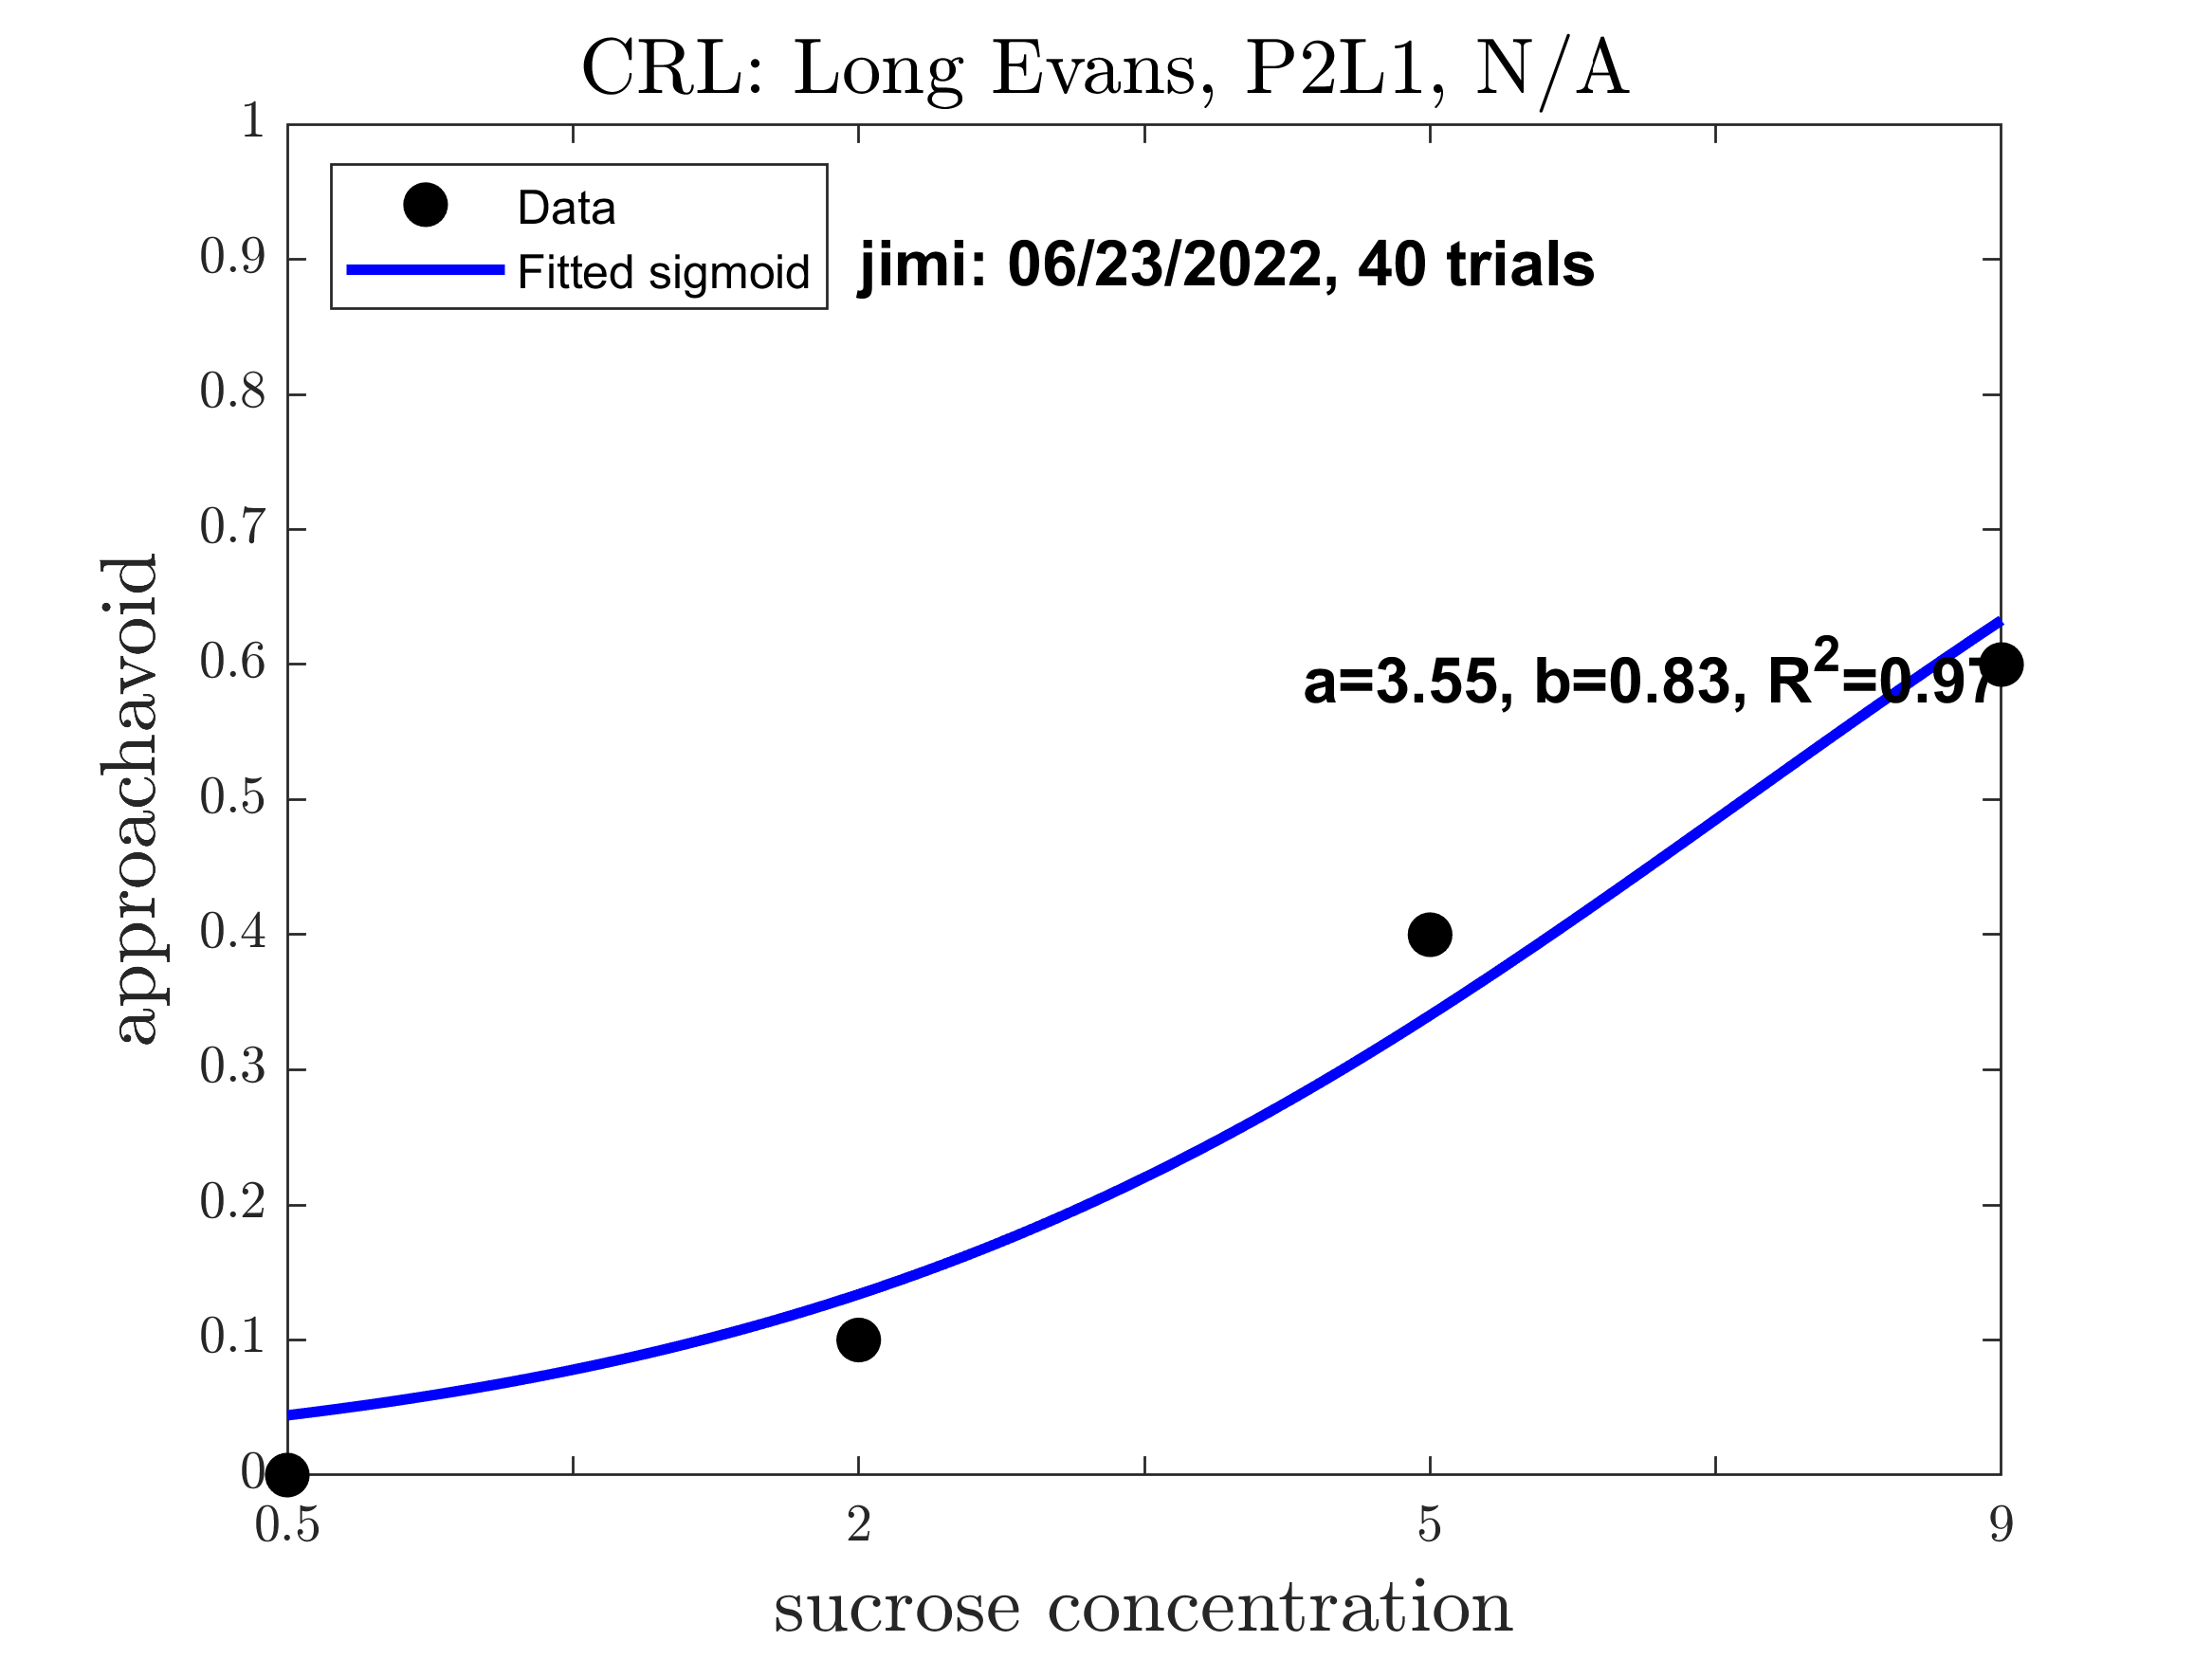 CRL: Long Evans, P2L1, N/A
1
Data
Fitted sigmoid
jimi: 06/23/2022, 40 trials
0.9
0.8
0.7
0.6
a=3.55, b=0.83, R²=0.97
0.5
0.4
0.3
0.2
0.1
0
approachavoid
0.5 2 5 9
sucrose concentration